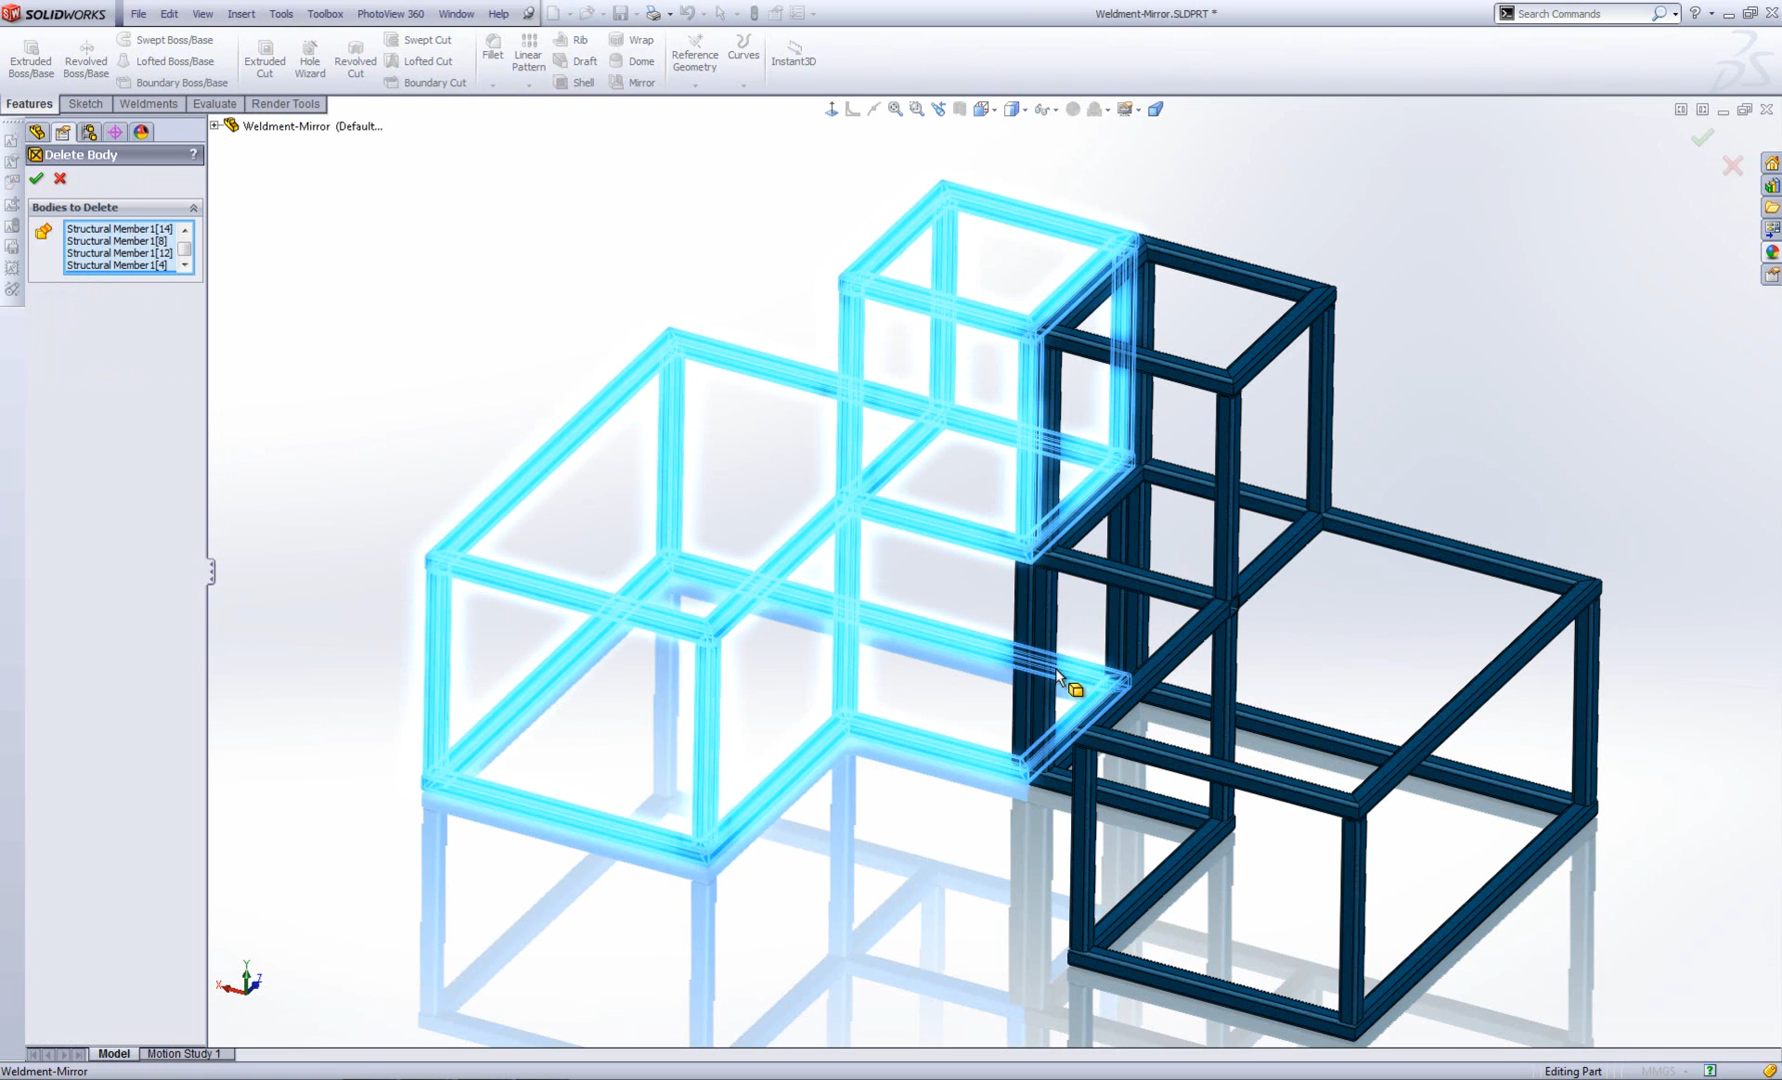 SOLIDWORKS File Edit View Insert Tools Toolbox PhotoView 360 Window Help Weldment-Mirror.SLDPRT * Search Commands ?
Extruded Boss/Base
Revolved Boss/Base
Swept Boss/Base
Lofted Boss/Base
Boundary Boss/Base
Extruded Cut
Hole Wizard
Revolved Cut
Swept Cut
Lofted Cut
Boundary Cut
Fillet
Linear Pattern
Rib
Draft
Shell
Wrap
Dome
Mirror
Reference Geometry
Curves
Instant3D
Features Sketch Weldments Evaluate Render Tools
Weldment-Mirror (Default...
Delete Body ?
Bodies to Delete
Structural Member1[14]
Structural Member1[8]
Structural Member1[12]
Structural Member1[4]
Y
X Z
Model Motion Study 1
Weldment-Mirror Editing Part MMGS ?